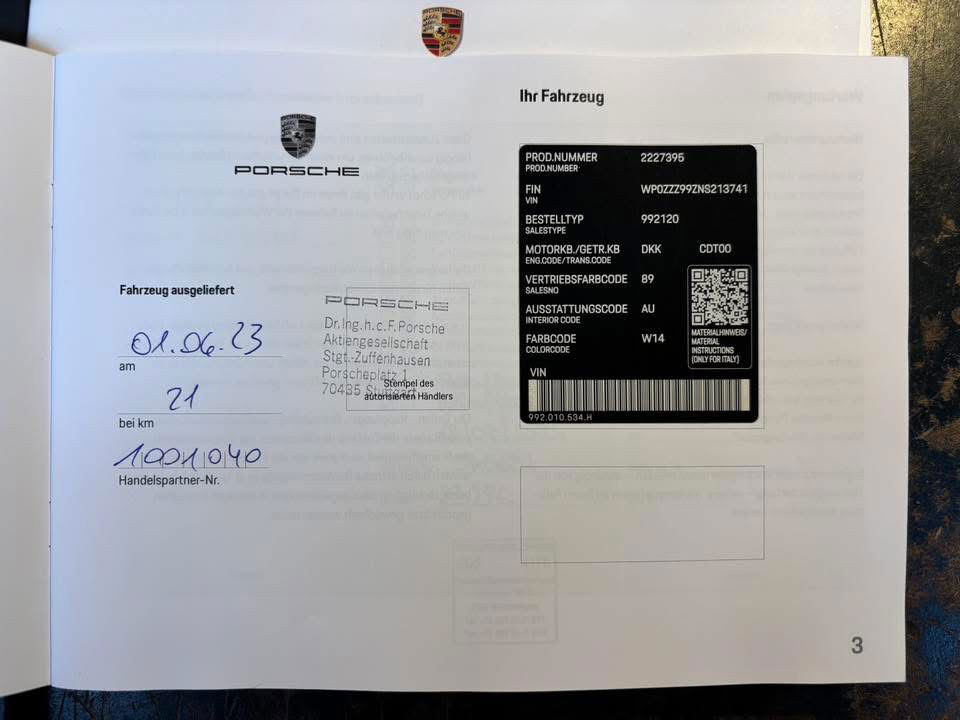 PORSCHE
PORSCHE
Fahrzeug ausgeliefert
01.06.23
am
21
bei km
1001040
Handelspartner-Nr.
PORSCHE
Dr.Ing.h.c.F.Porsche
Aktiengesellschaft
Stgt.-Zuffenhausen
Porscheplatz 1
70435 Stuttgart
Stempel des
autorisierten Händlers
Ihr Fahrzeug
PROD.NUMMER 2227395
PROD.NUMBER
FIN WP0ZZZ99ZNS213741
VIN
BESTELLTYP 992120
SALESTYPE
MOTORKB./GETR.KB DKK CDT00
ENG.CODE/TRANS.CODE
VERTRIEBSFARBCODE 89
SALESNO
AUSSTATTUNGSCODE AU
INTERIOR CODE
FARBCODE W14
COLORCODE
MATERIALHINWEIS/
MATERIAL
INSTRUCTIONS
(ONLY FOR ITALY)
VIN
992.010.534.H
3